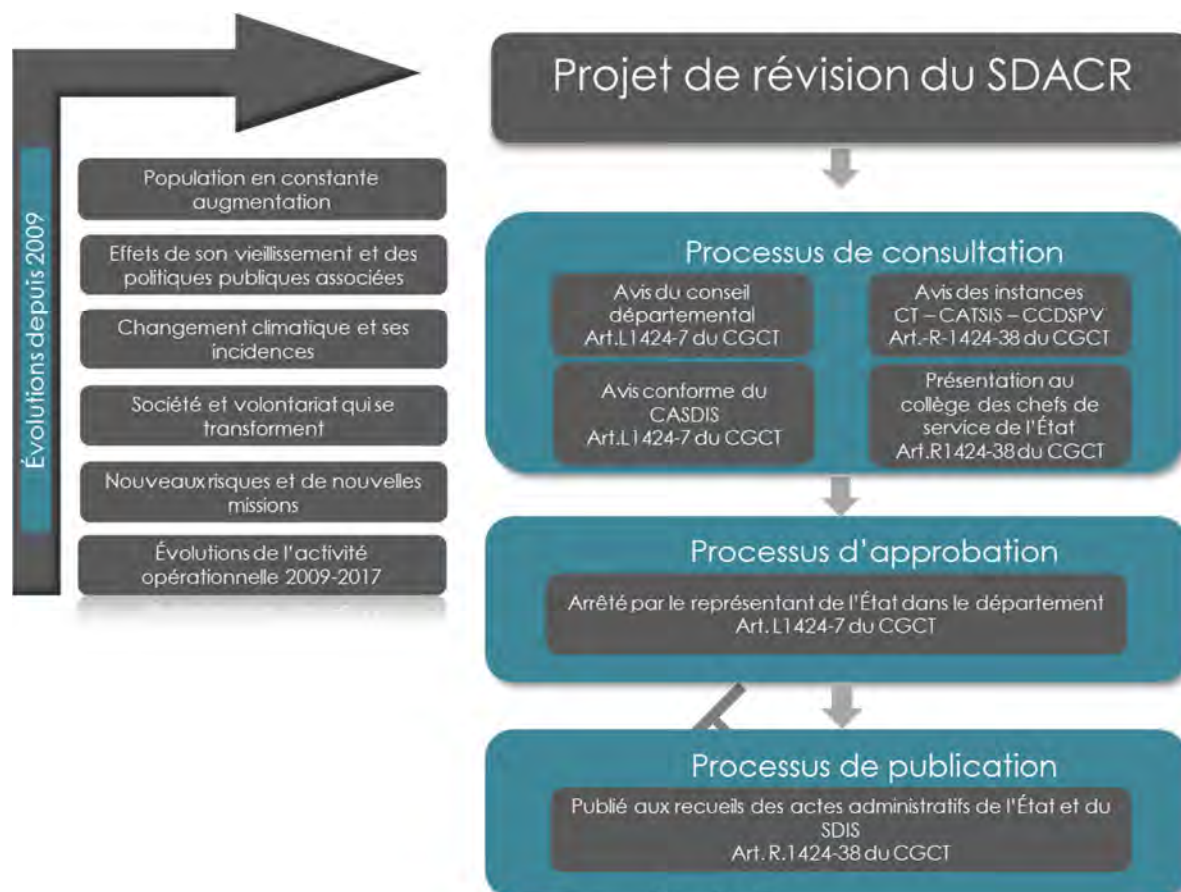 Projet de révision du SDACR
Évolutions depuis 2009
Population en constante
augmentation
Effets de son vieillissement et des
politiques publiques associées
Changement climatique et ses
incidences
Société et volontariat qui se
transforment
Nouveaux risques et de nouvelles
missions
Évolutions de l'activité
opérationnelle 2009-2017
Processus de consultation
Avis du conseil
départemental
Art.L1424-7 du CGCT
Avis des instances
CT – CATSIS – CCDSPV
Art.-R-1424-38 du CGCT
Avis conforme du
CASDIS
Art.L1424-7 du CGCT
Présentation au
collège des chefs de
service de l'État
Art.R1424-38 du CGCT
Processus d'approbation
Arrêté par le représentant de l'État dans le département
Art. L1424-7 du CGCT
Processus de publication
Publié aux recueils des actes administratifs de l'État et du
SDIS
Art. R.1424-38 du CGCT